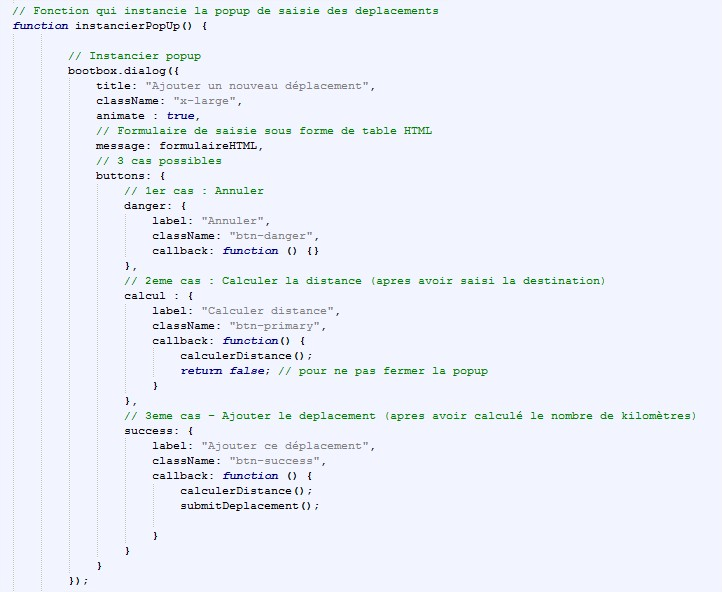 // Fonction qui instancie la popup de saisie des deplacements
function instancierPopUp() {
// Instancier popup
bootbox.dialog({
title: "Ajouter un nouveau déplacement",
className: "x-large",
animate : true,
// Formulaire de saisie sous forme de table HTML
message: formulaireHTML,
// 3 cas possibles
buttons: {
// 1er cas : Annuler
danger: {
label: "Annuler",
className: "btn-danger",
callback: function () {}
},
// 2eme cas : Calculer la distance (apres avoir saisi la destination)
calcul : {
label: "Calculer distance",
className: "btn-primary",
callback: function() {
calculerDistance();
return false; // pour ne pas fermer la popup
}
},
// 3eme cas - Ajouter le deplacement (apres avoir calculé le nombre de kilomètres)
success: {
label: "Ajouter ce déplacement",
className: "btn-success",
callback: function () {
calculerDistance();
submitDeplacement();
}
}
}
});